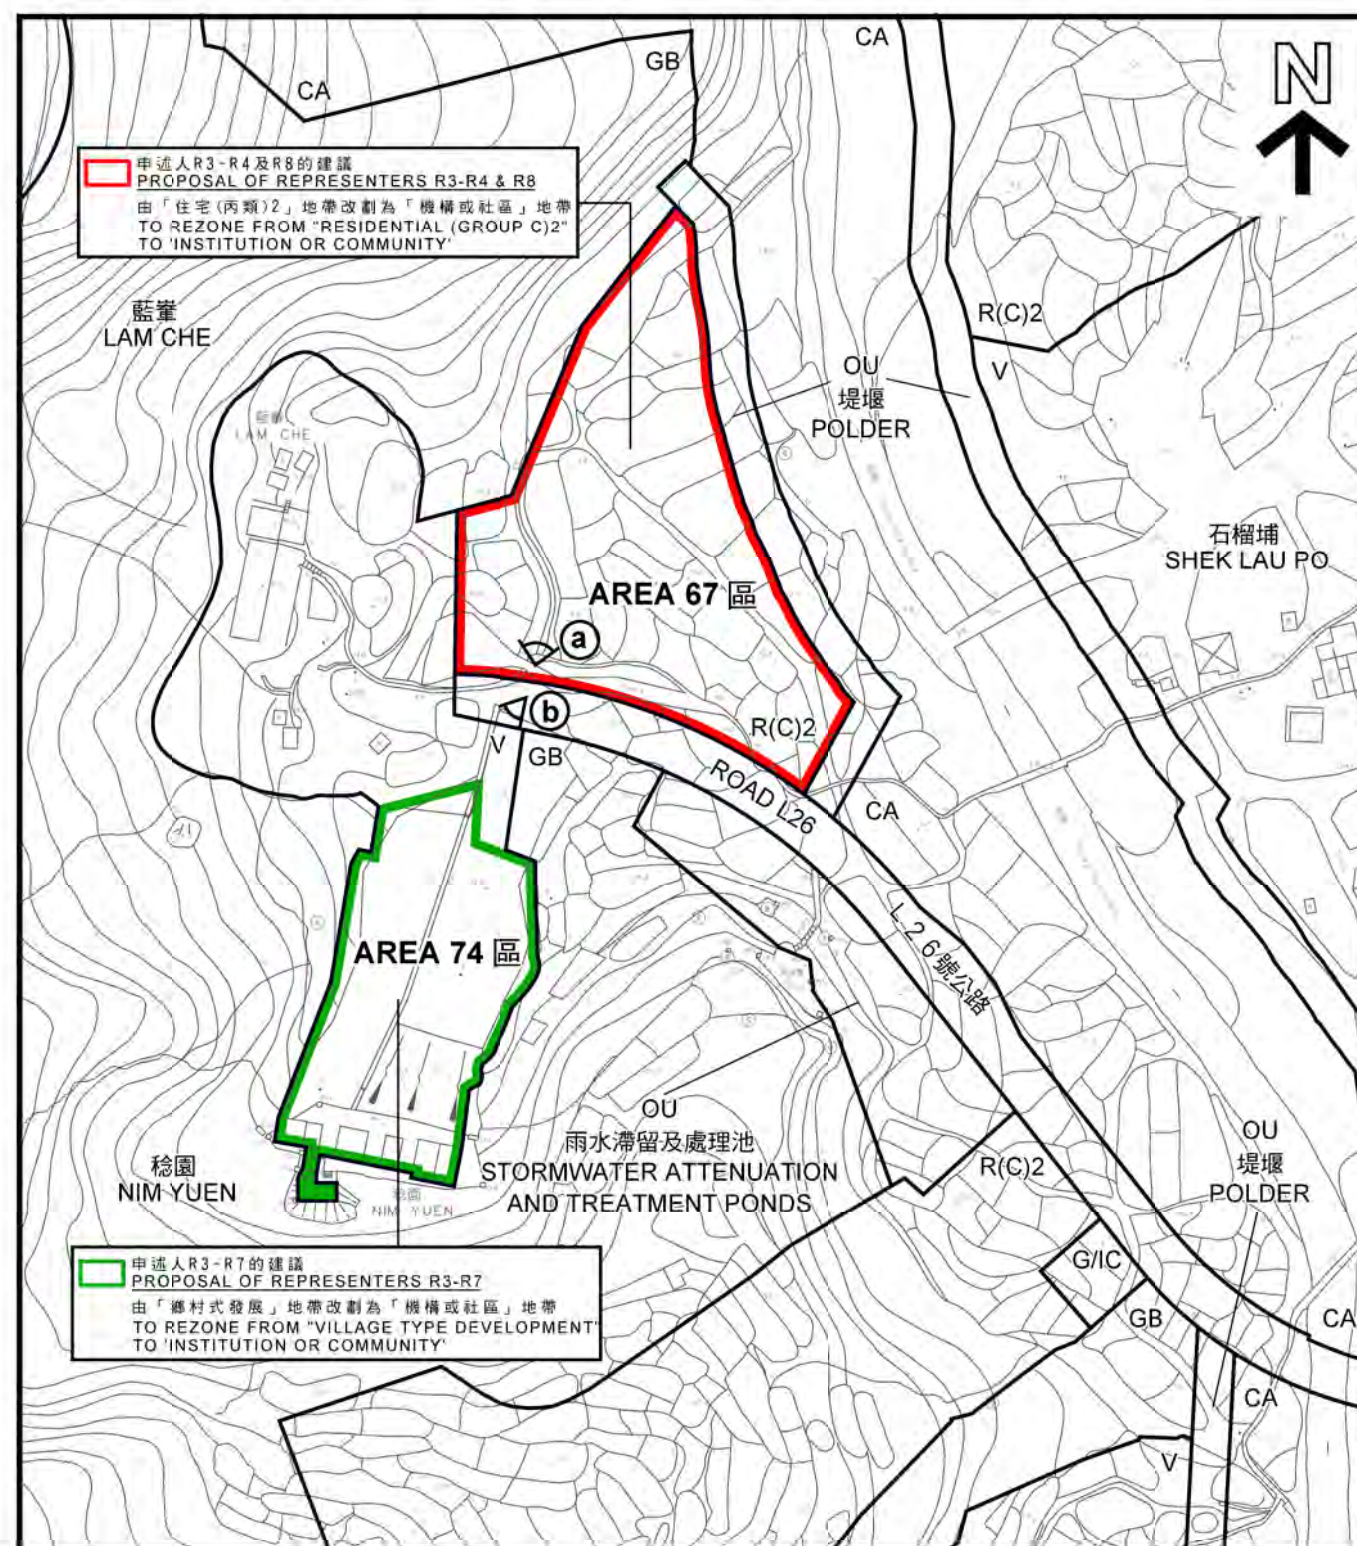 CA
GB
CA
N
申述人R3-R4及R8的建議
PROPOSAL OF REPRESENTERS R3-R4 & R8
由「住宅(丙類)2」地帶改劃為「機構或社區」地帶
TO REZONE FROM "RESIDENTIAL (GROUP C)2"
TO 'INSTITUTION OR COMMUNITY'
藍輋
LAM CHE
R(C)2
V
OU
堤堰
POLDER
LAM CHE
石榴埔
SHEK LAU PO
AREA 67 區
a
b
R(C)2
V
GB
ROAD L26
CA
L26號公路
AREA 74 區
OU
雨水滯留及處理池
STORMWATER ATTENUATION
AND TREATMENT PONDS
稔園
NIM YUEN
稔園
NIM YUEN
R(C)2
OU
堤堰
POLDER
G/IC
GB
CA
CA
V
申述人R3-R7的建議
PROPOSAL OF REPRESENTERS R3-R7
由「鄉村式發展」地帶改劃為「機構或社區」地帶
TO REZONE FROM "VILLAGE TYPE DEVELOPMENT"
TO 'INSTITUTION OR COMMUNITY'